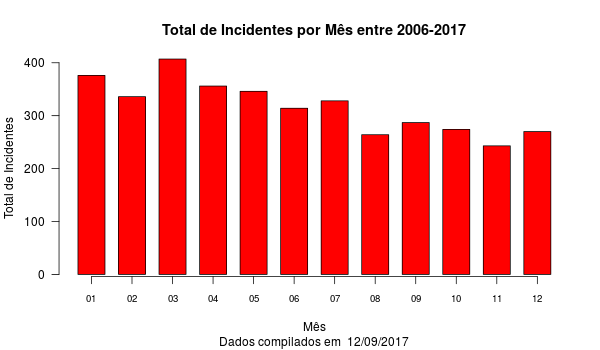 Total de Incidentes por Mês entre 2006-2017
Total de Incidentes
400
300
200
100
0
01 02 03 04 05 06 07 08 09 10 11 12
Mês
Dados compilados em 12/09/2017